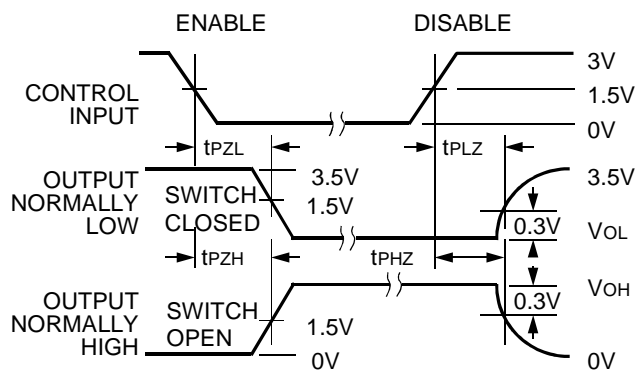 ENABLE DISABLE
3V
CONTROL
INPUT
1.5V
0V
tPZL tPLZ
OUTPUT
NORMALLY
LOW
SWITCH
CLOSED
3.5V
1.5V
3.5V
0.3V
VOL
tPZH tPHZ
OUTPUT
NORMALLY
HIGH
SWITCH
OPEN
1.5V
0V
VOH
0.3V
0V